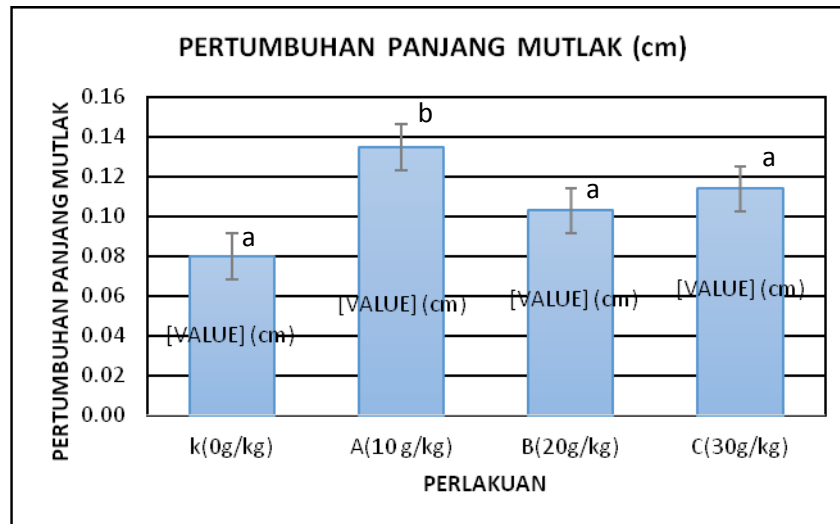 PERTUMBUHAN PANJANG MUTLAK (cm)
PERTUMBUHAN PANJANG MUTLAK
0.16
0.14
0.12
0.10
0.08
0.06
0.04
0.02
0.00
a
b
a
a
[VALUE] (cm)
[VALUE] (cm)
[VALUE] (cm)
[VALUE] (cm)
k(0g/kg) A(10 g/kg) B(20g/kg) C(30g/kg)
PERLAKUAN